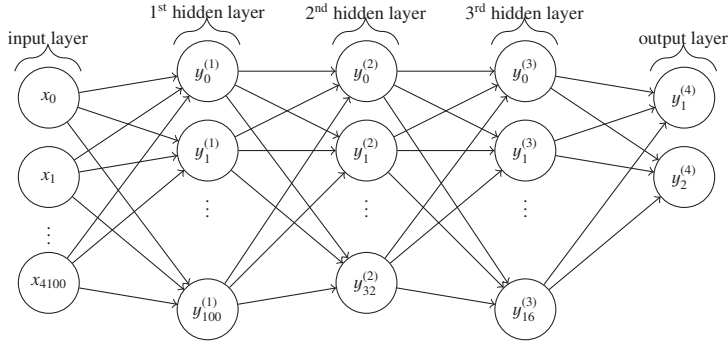 1st hidden layer
2nd hidden layer
3rd hidden layer
input layer
output layer
x₀
y₀⁽¹⁾
y₀⁽²⁾
y₀⁽³⁾
y₁⁽⁴⁾
x₁
y₁⁽¹⁾
y₁⁽²⁾
y₁⁽³⁾
y₂⁽⁴⁾
⋮
⋮
⋮
⋮
x₄₁₀₀
y₁₀₀⁽¹⁾
y₃₂⁽²⁾
y₁₆⁽³⁾